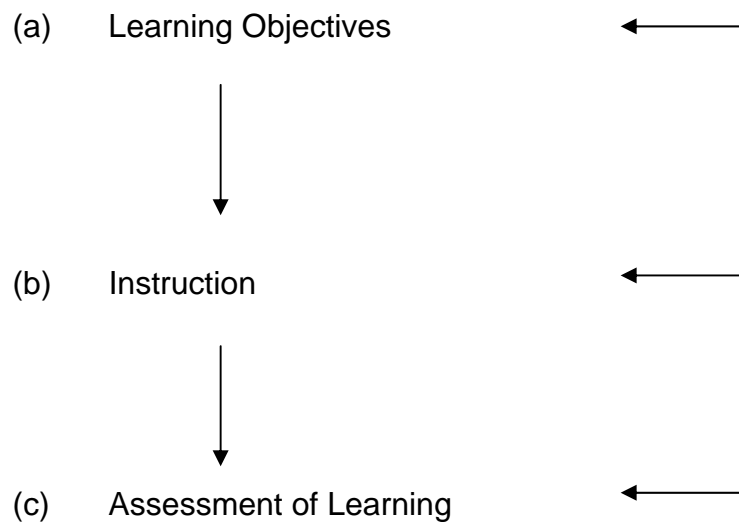 (a) Learning Objectives
(b) Instruction
(c) Assessment of Learning